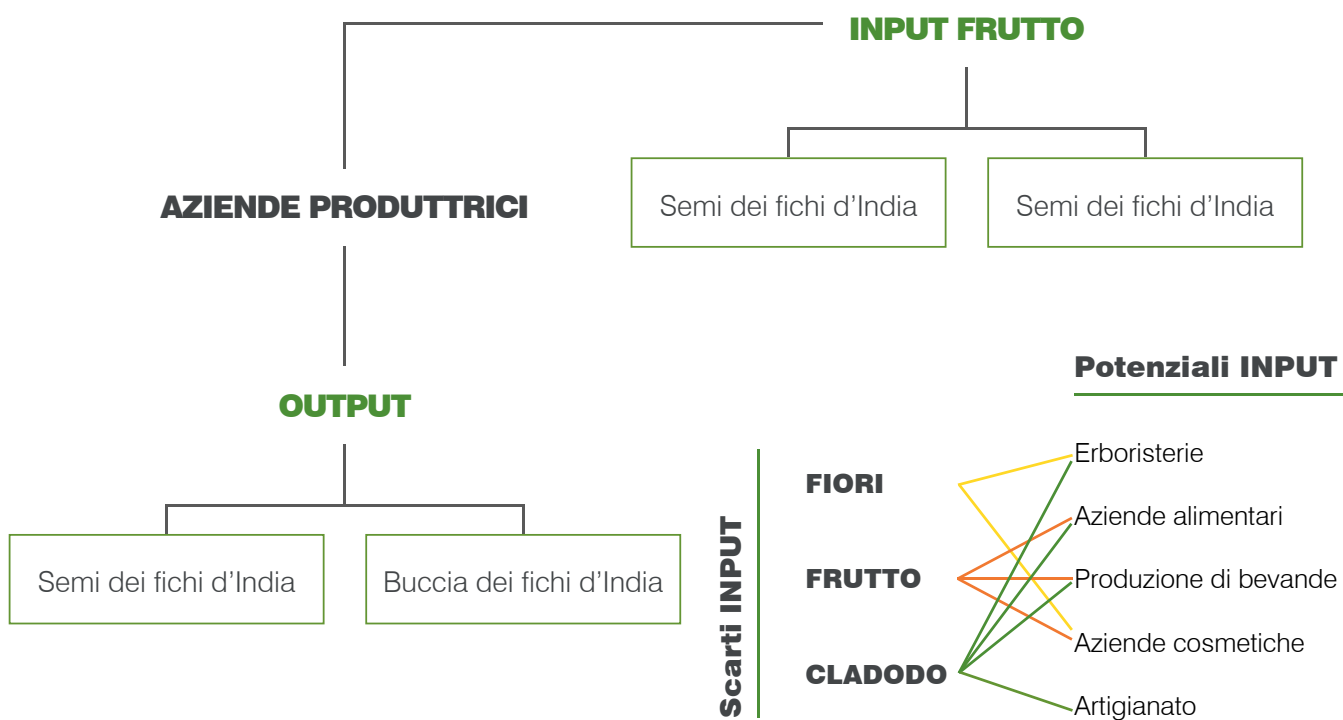 INPUT FRUTTO
AZIENDE PRODUTTRICI
Semi dei fichi d’India
Semi dei fichi d’India
OUTPUT
Semi dei fichi d’India
Buccia dei fichi d’India
Potenziali INPUT
Scarti INPUT
FIORI
FRUTTO
CLADODO
Erboristerie
Aziende alimentari
Produzione di bevande
Aziende cosmetiche
Artigianato